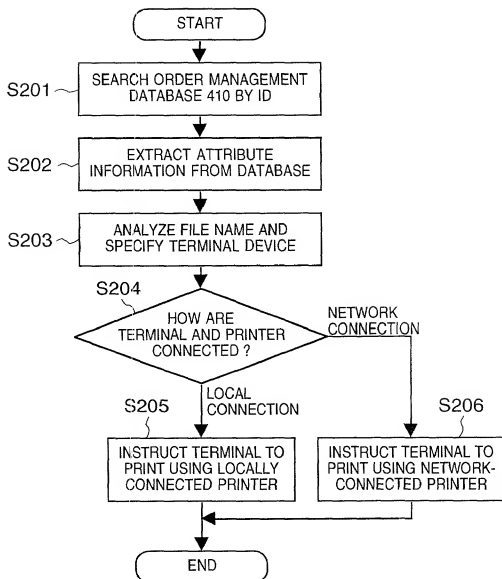 START
S201
SEARCH ORDER MANAGEMENT
DATABASE 410 BY ID
S202
EXTRACT ATTRIBUTE
INFORMATION FROM DATABASE
S203
ANALYZE FILE NAME AND
SPECIFY TERMINAL DEVICE
S204
HOW ARE
TERMINAL AND PRINTER
CONNECTED ?
NETWORK
CONNECTION
LOCAL
CONNECTION
S205
INSTRUCT TERMINAL TO
PRINT USING LOCALLY
CONNECTED PRINTER
S206
INSTRUCT TERMINAL TO
PRINT USING NETWORK-
CONNECTED PRINTER
END